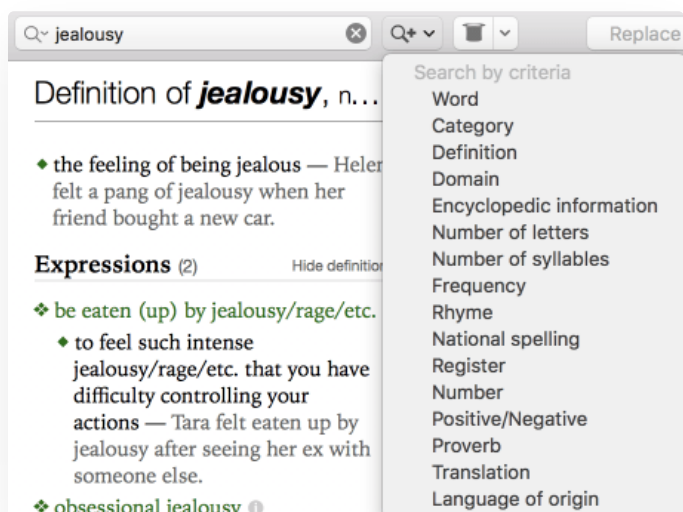 jealousy
Replace
Definition of jealousy, n...
the feeling of being jealous — Helen
felt a pang of jealousy when her
friend bought a new car.
Expressions (2) Hide definition
be eaten (up) by jealousy/rage/etc.
to feel such intense
jealousy/rage/etc. that you have
difficulty controlling your
actions — Tara felt eaten up by
jealousy after seeing her ex with
someone else.
obsessional jealousy
Search by criteria
Word
Category
Definition
Domain
Encyclopedic information
Number of letters
Number of syllables
Frequency
Rhyme
National spelling
Register
Number
Positive/Negative
Proverb
Translation
Language of origin